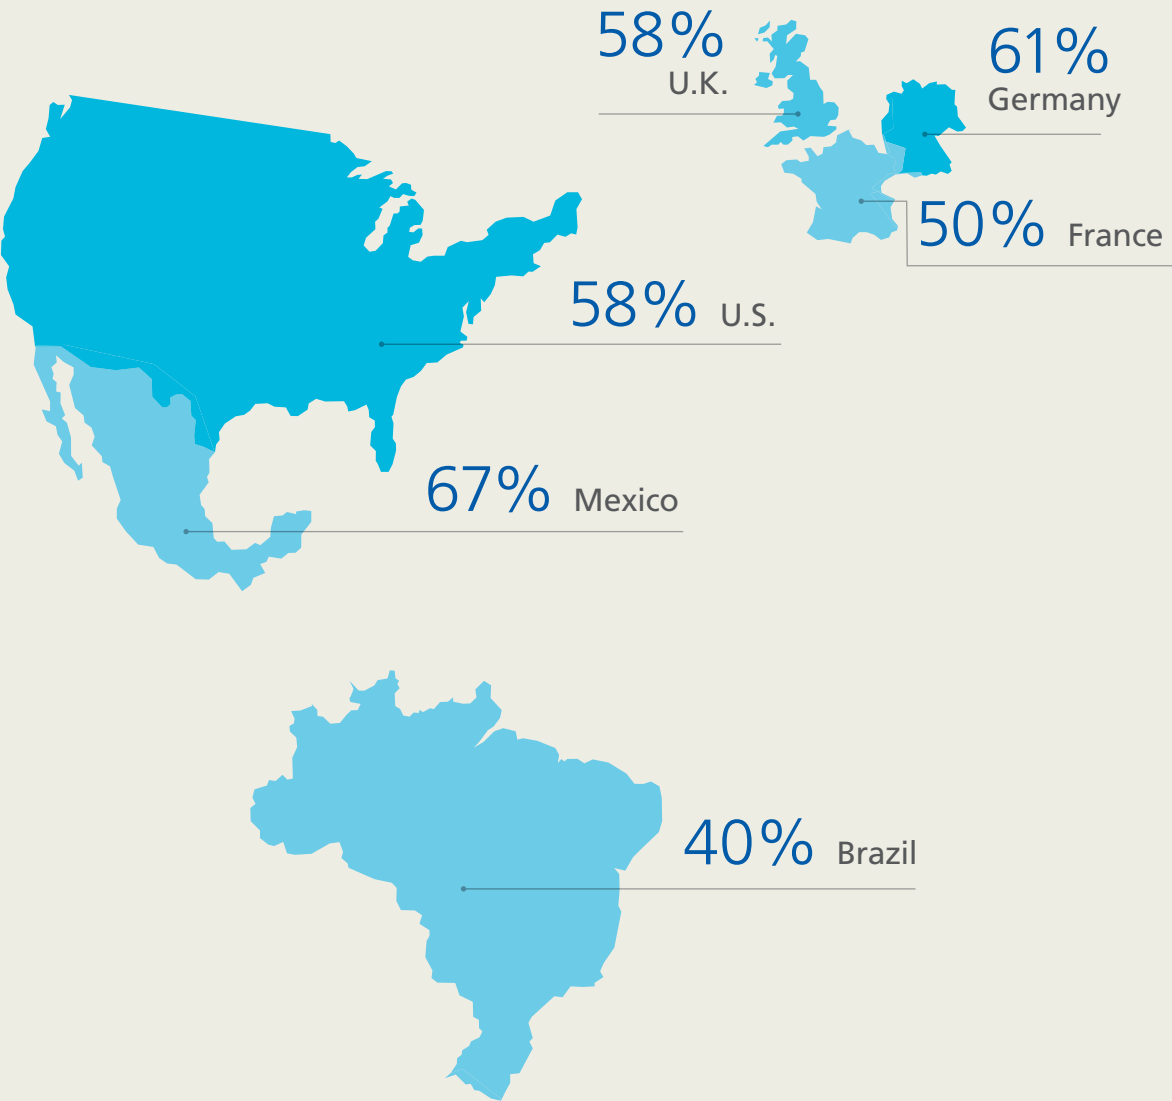 58%
U.K.
61%
Germany
50% France
58% U.S.
67% Mexico
40% Brazil